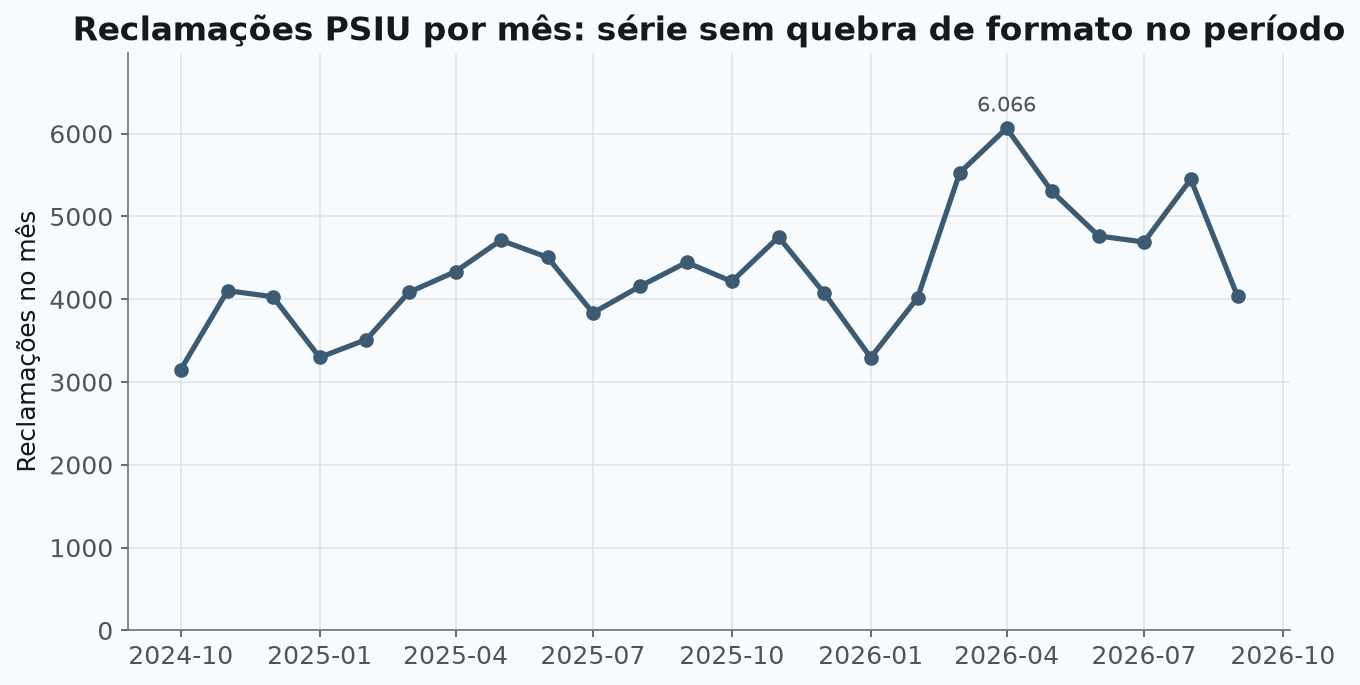 Reclamações PSIU por mês: série sem quebra de formato no período
6.066
Reclamações no mês
6000
5000
4000
3000
2000
1000
0
2024-10 2025-01 2025-04 2025-07 2025-10 2026-01 2026-04 2026-07 2026-10